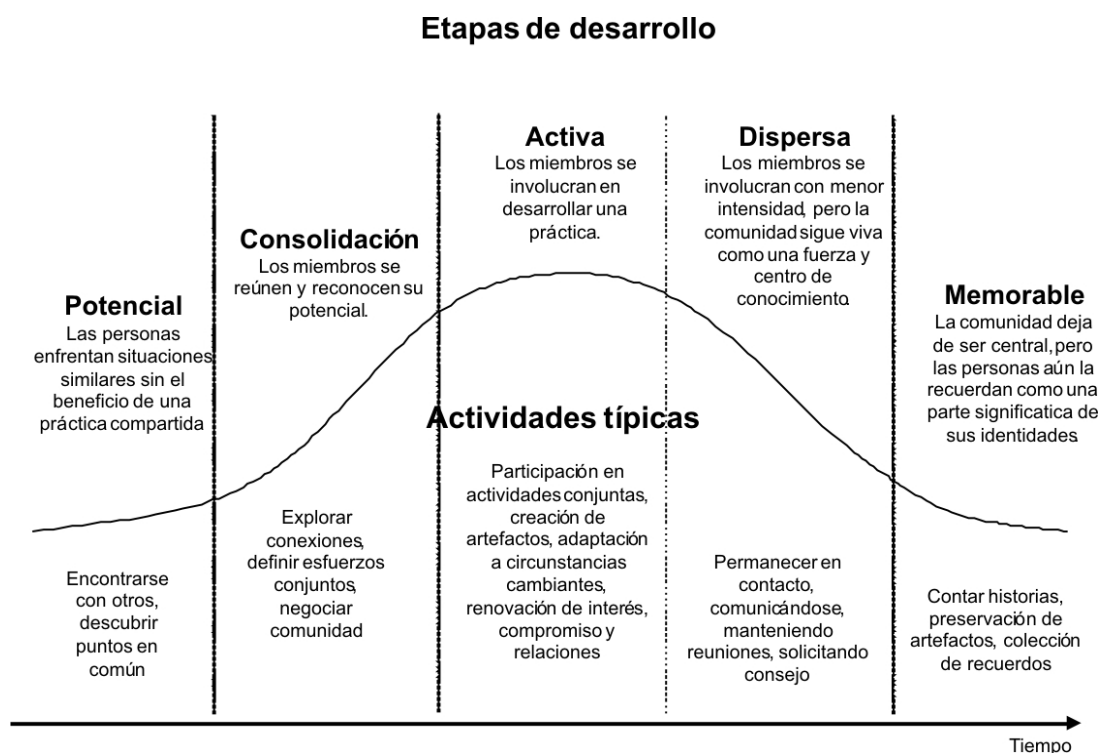 Etapas de desarrollo
Potencial
Las personas
enfrentan situaciones
similares sin el
beneficio de una
práctica compartida
Consolidación
Los miembros se
reúnen y reconocen su
potencial.
Activa
Los miembros se
involucran en
desarrollar una
práctica.
Dispersa
Los miembros se
involucran con menor
intensidad, pero la
comunidad sigue viva
como una fuerza y
centro de
conocimiento.
Memorable
La comunidad deja
de ser central, pero
las personas aún la
recuerdan como una
parte significatica de
sus identidades.
Actividades típicas
Encontrarse
con otros,
descubrir
puntos en
común
Explorar
conexiones,
definir esfuerzos
conjuntos,
negociar
comunidad
Participación en
actividades conjuntas,
creación de
artefactos, adaptación
a circunstancias
cambiantes,
renovación de interés,
compromiso y
relaciones
Permanecer en
contacto,
comunicándose,
manteniendo
reuniones, solicitando
consejo
Contar historias,
preservación de
artefactos, colección
de recuerdos
Tiempo